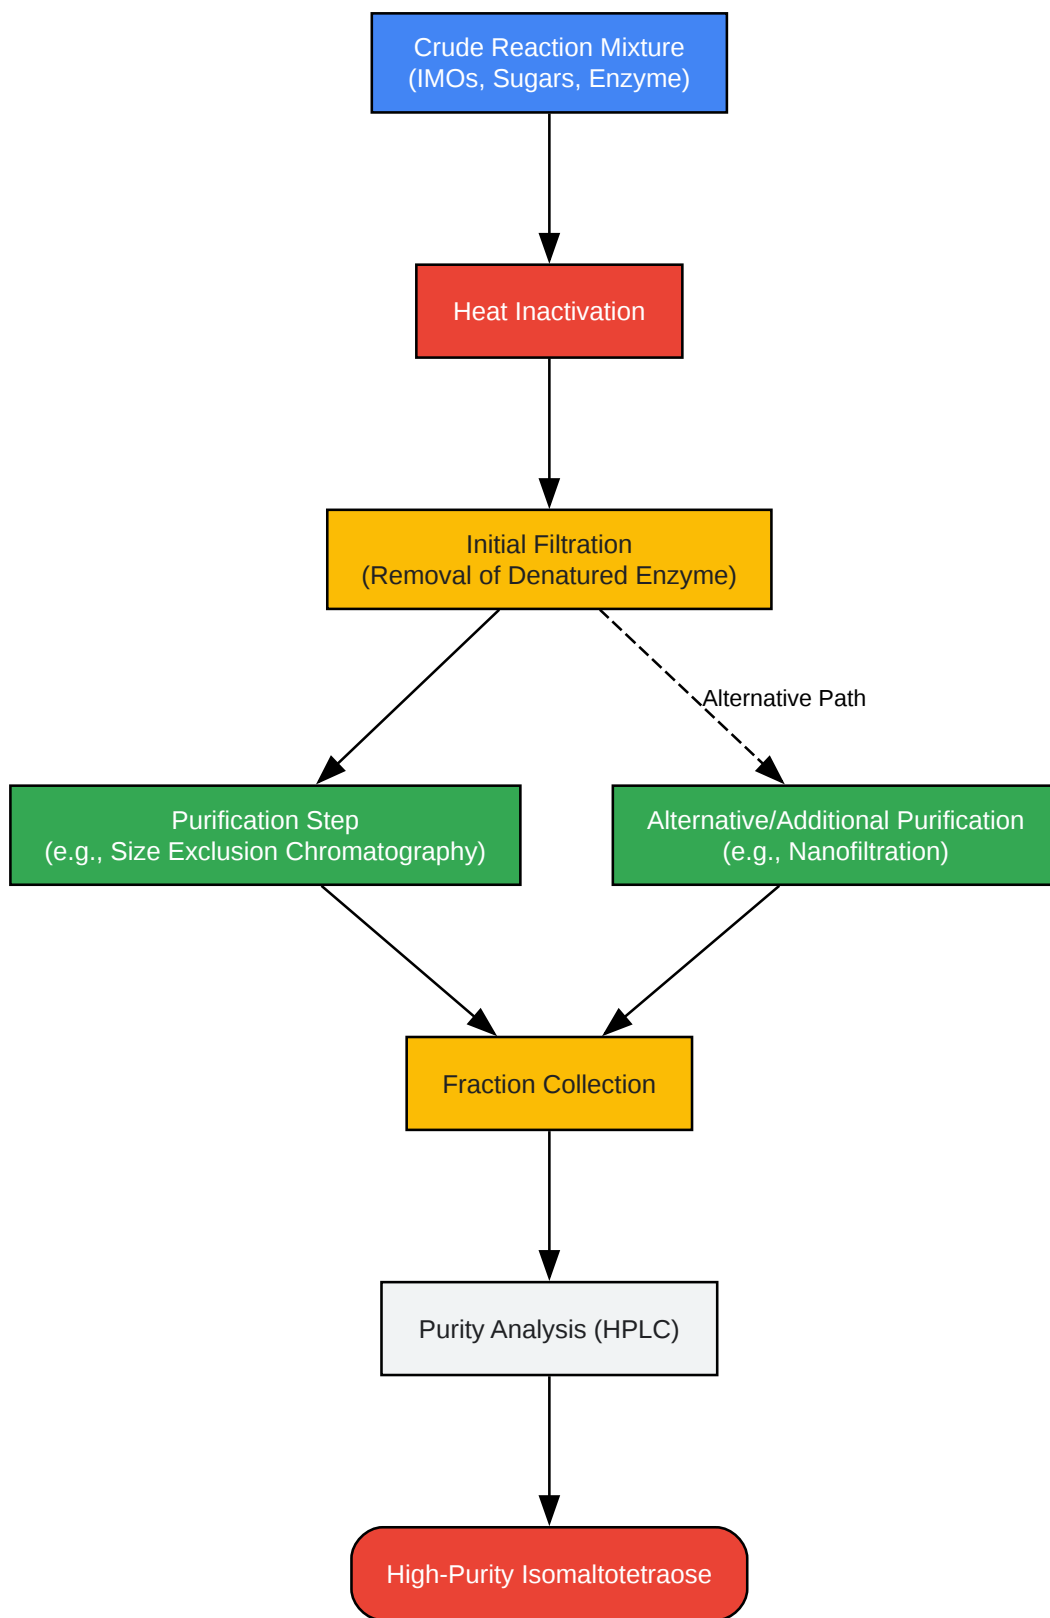 Crude Reaction Mixture
(IMOs, Sugars, Enzyme)
Heat Inactivation
Initial Filtration
(Removal of Denatured Enzyme)
Alternative Path
Purification Step
(e.g., Size Exclusion Chromatography)
Alternative/Additional Purification
(e.g., Nanofiltration)
Fraction Collection
Purity Analysis (HPLC)
High-Purity Isomaltotetraose